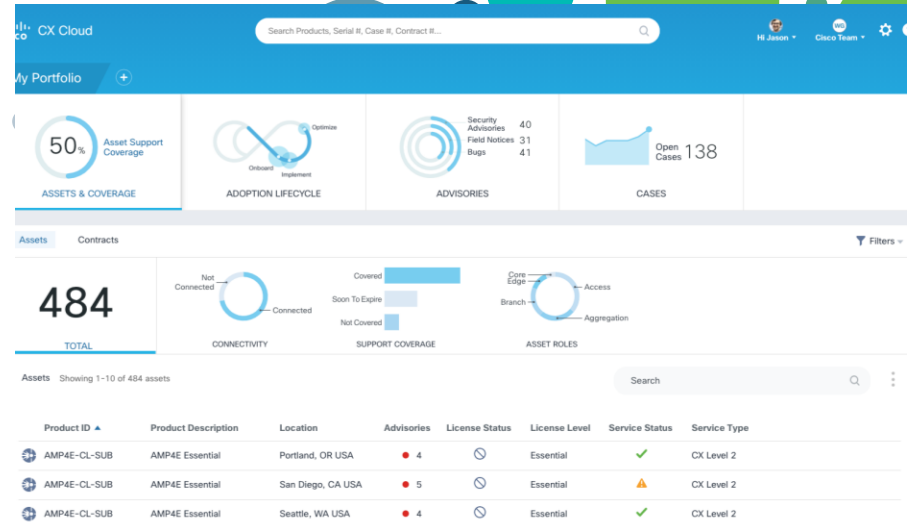 CX Cloud
Search Products, Serial #, Case #, Contract #...
Hi Jason
WG
Cisco Team
My Portfolio
50%
Asset Support
Coverage
ASSETS & COVERAGE
Optimize
Onboard
Implement
ADOPTION LIFECYCLE
Security
Advisories 40
Field Notices 31
Bugs 41
ADVISORIES
Open
Cases 138
CASES
Assets Contracts
Filters
484
TOTAL
Not
Connected
Connected
CONNECTIVITY
Covered
Soon To Expire
Not Covered
SUPPORT COVERAGE
Core
Edge
Branch
Access
Aggregation
ASSET ROLES
Assets Showing 1-10 of 484 assets
Search
Product ID Product Description Location Advisories License Status License Level Service Status Service Type
AMP4E-CL-SUB AMP4E Essential Portland, OR USA 4 Essential CX Level 2
AMP4E-CL-SUB AMP4E Essential San Diego, CA USA 5 Essential CX Level 2
AMP4E-CL-SUB AMP4E Essential Seattle, WA USA 4 Essential CX Level 2